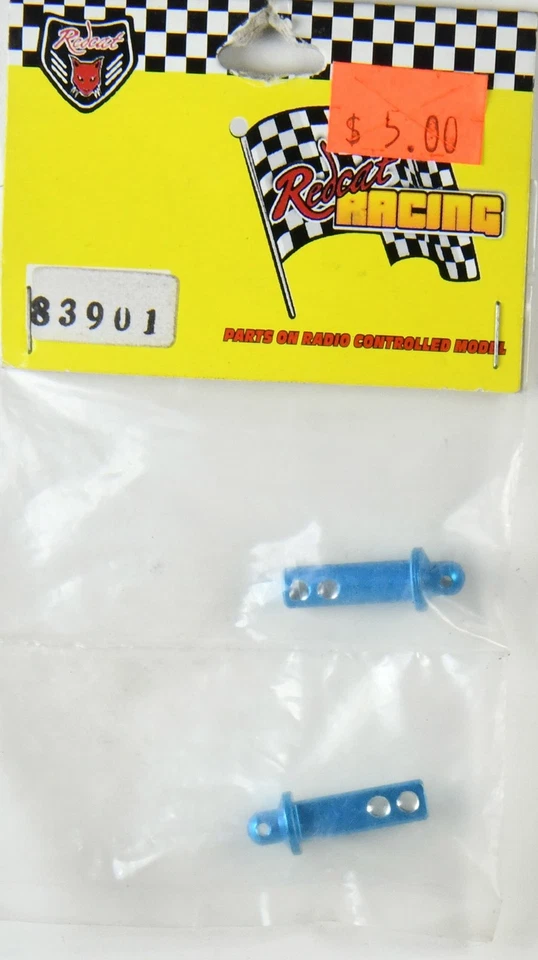 Redcat
$ 5.00
Redcat
RACING
83901
PARTS ON RADIO CONTROLLED MODEL